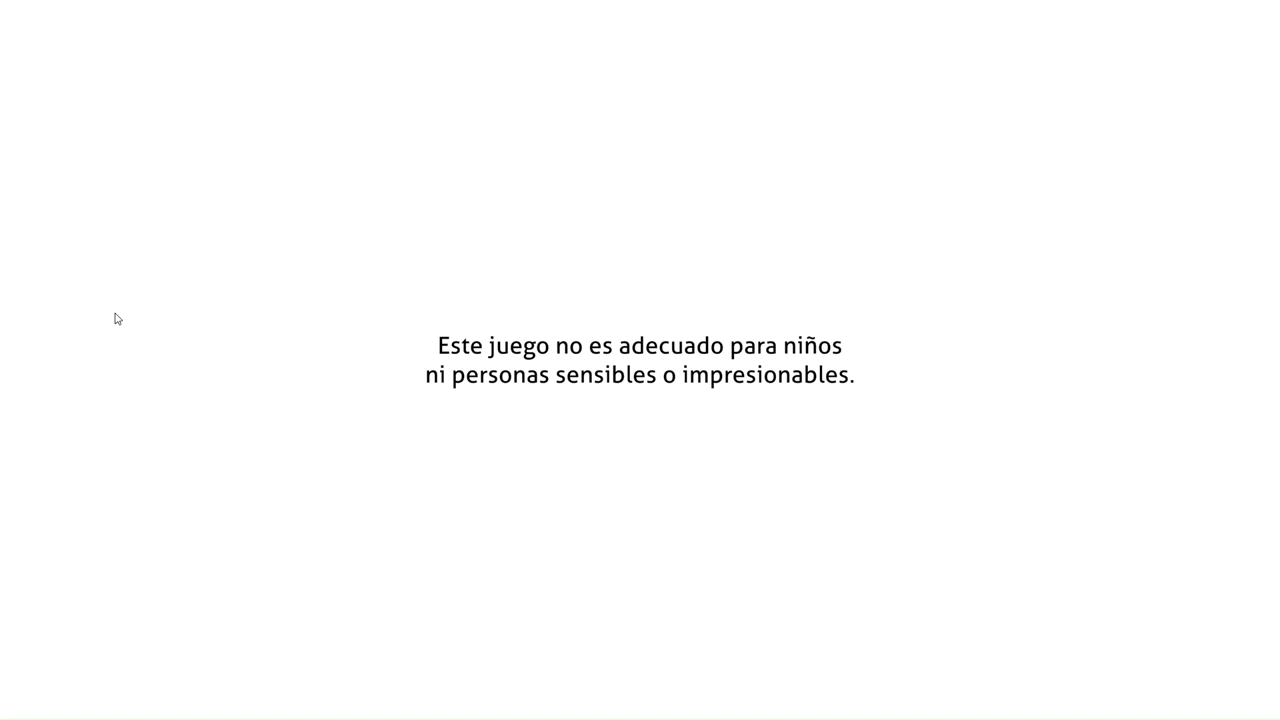 Este juego no es adecuado para niños
ni personas sensibles o impresionables.